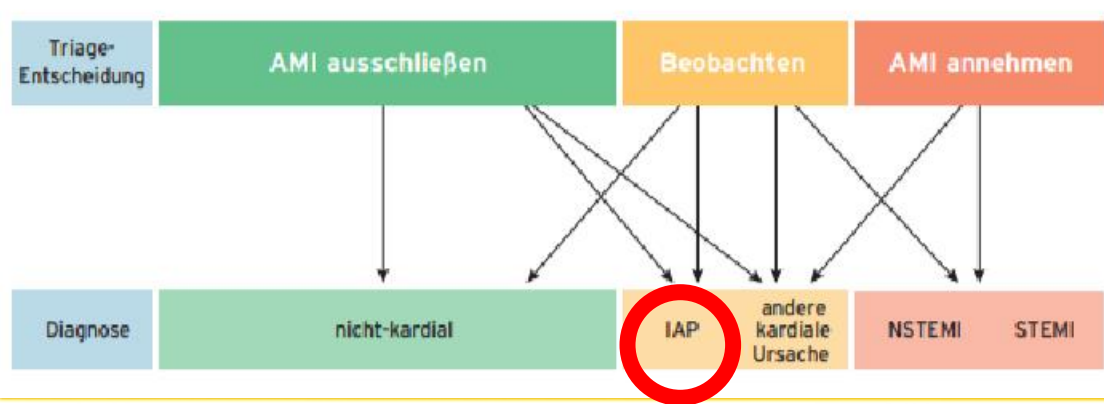 Triage-
Entscheidung
AMI ausschließen
Beobachten
AMI annehmen
Diagnose
nicht-kardial
IAP
andere
kardiale
Ursache
NSTEMI
STEMI